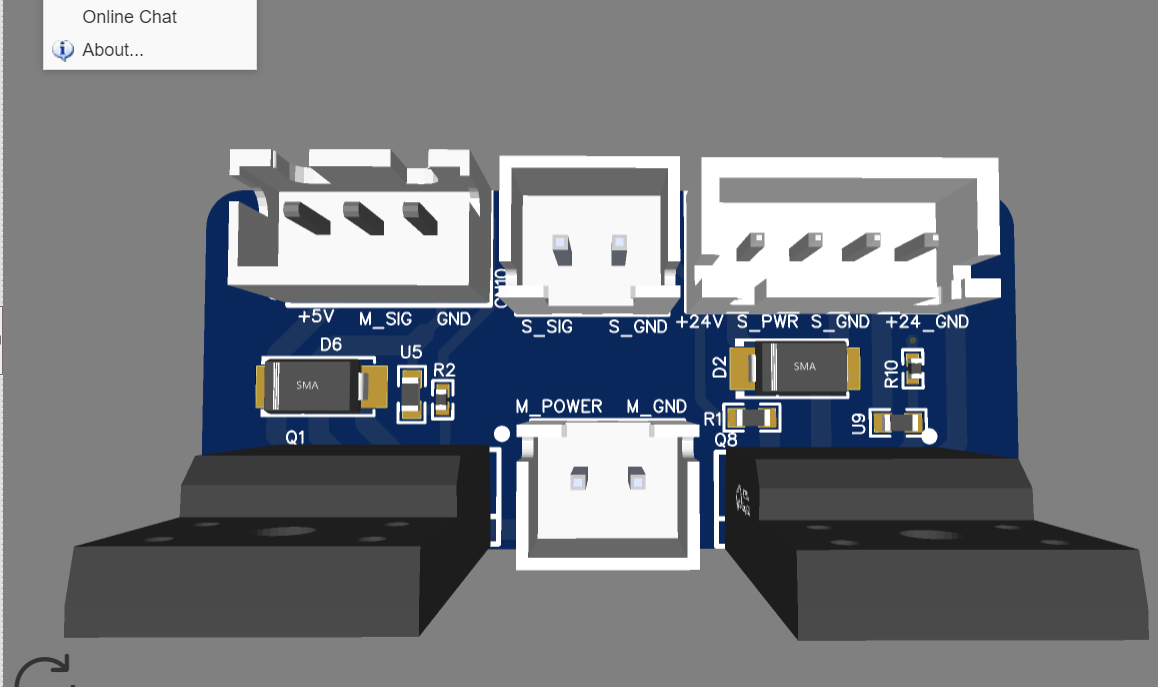 Online Chat
About...
+5V M_SIG GND
S_SIG S_GND
+24V S_PWR S_GND +24_GND
D6
U5
R2
SMA
D2
SMA
R10
M_POWER M_GND
R1
U9
Q1
Q8